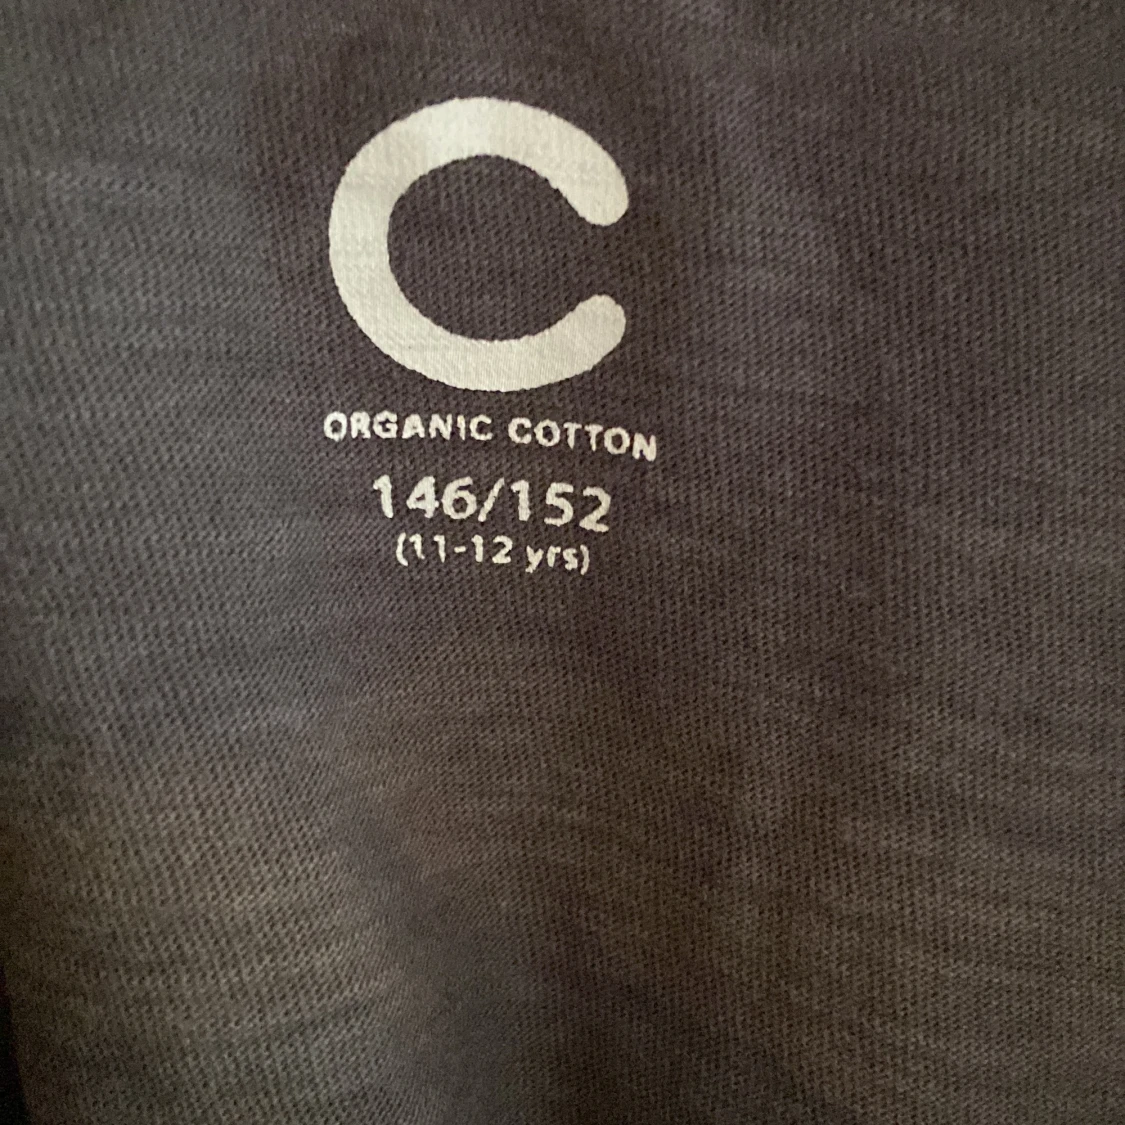 C
ORGANIC COTTON
146/152
(11-12 yrs)